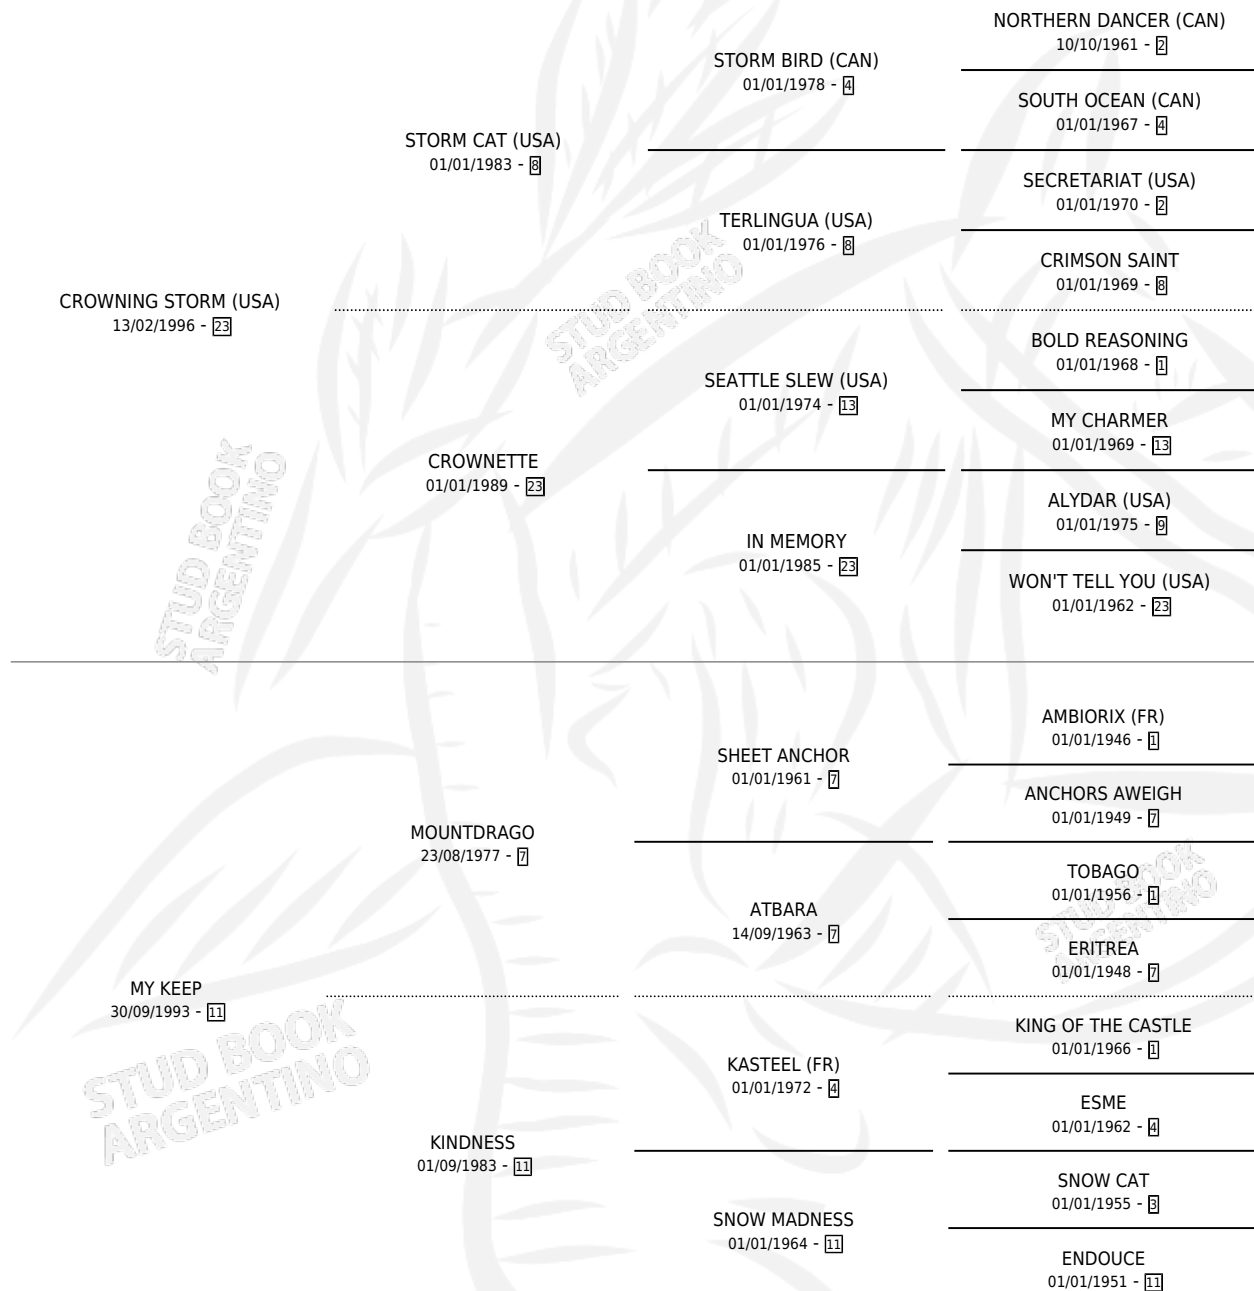 NORTHERN DANCER (CAN)
10/10/1961 - 2
STORM BIRD (CAN)
01/01/1978 - 4
SOUTH OCEAN (CAN)
01/01/1967 - 4
STORM CAT (USA)
01/01/1983 - 8
SECRETARIAT (USA)
01/01/1970 - 2
TERLINGUA (USA)
01/01/1976 - 8
CRIMSON SAINT
01/01/1969 - 8
CROWNING STORM (USA)
13/02/1996 - 23
STUD BOOK
ARGENTINO
BOLD REASONING
01/01/1968 - 1
SEATTLE SLEW (USA)
01/01/1974 - 13
MY CHARMER
01/01/1969 - 13
CROWNETTE
01/01/1989 - 23
ALYDAR (USA)
01/01/1975 - 9
IN MEMORY
01/01/1985 - 23
WON'T TELL YOU (USA)
01/01/1962 - 23
STUD BOOK
ARGENTINO
AMBIORIX (FR)
01/01/1946 - 1
SHEET ANCHOR
01/01/1961 - 7
ANCHORS AWEIGH
01/01/1949 - 7
MOUNTDRAGO
23/08/1977 - 7
TOBAGO
01/01/1956 - 1
ATBARA
14/09/1963 - 7
ERITREA
01/01/1948 - 7
STUD BOOK
ARGENTINO
MY KEEP
30/09/1993 - 11
KING OF THE CASTLE
01/01/1966 - 1
KASTEEL (FR)
01/01/1972 - 4
ESME
01/01/1962 - 4
STUD BOOK
ARGENTINO
KINDNESS
01/09/1983 - 11
SNOW CAT
01/01/1955 - 3
SNOW MADNESS
01/01/1964 - 11
ENDOUCE
01/01/1951 - 11